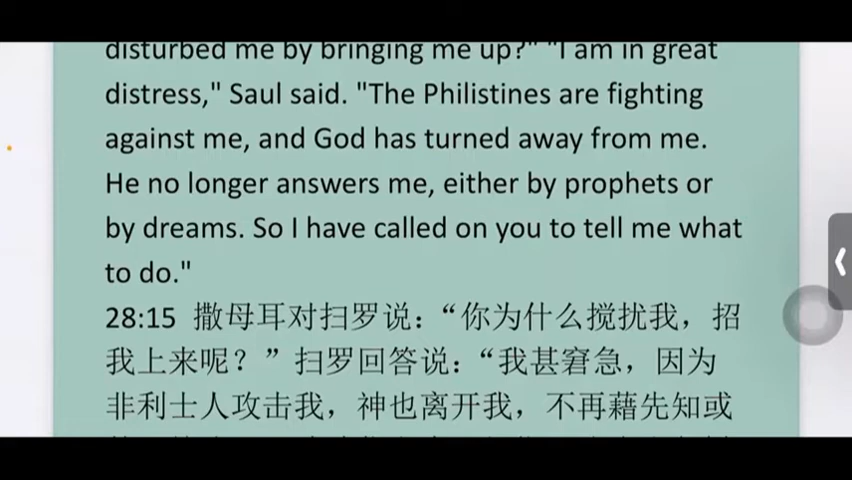 disturbed me by bringing me up?" "I am in great
distress," Saul said. "The Philistines are fighting
against me, and God has turned away from me.
He no longer answers me, either by prophets or
by dreams. So I have called on you to tell me what
to do."
28:15 撒母耳对扫罗说：“你为什么搅扰我，招
我上来呢？”扫罗回答说：“我甚窘急，因为
非利士人攻击我，神也离开我，不再藉先知或